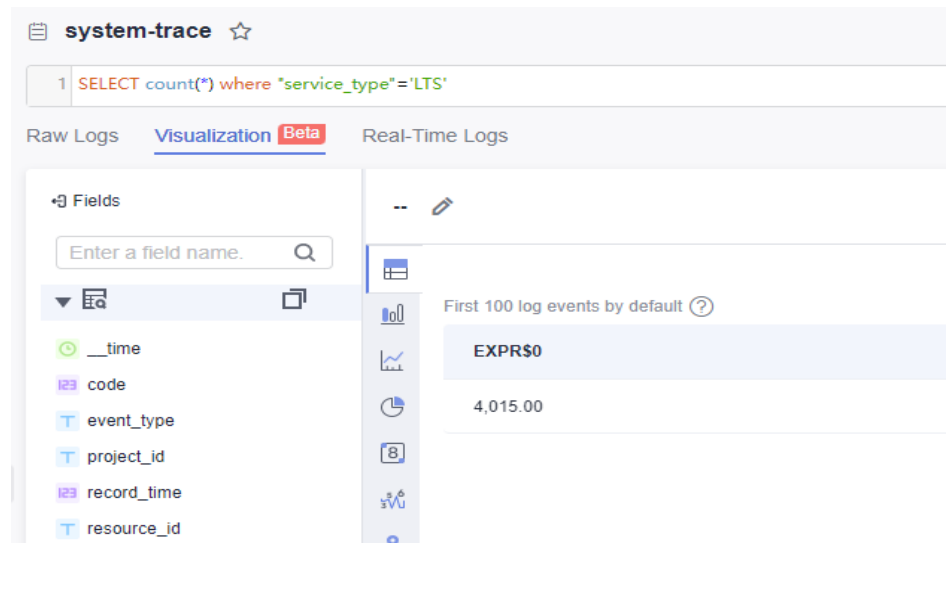 system-trace
1 SELECT count(*) where "service_type"='LTS'
Raw Logs Visualization Beta Real-Time Logs
Fields
--
Enter a field name.
First 100 log events by default ?
__time
EXPR$0
code
4,015.00
event_type
project_id
record_time
resource_id